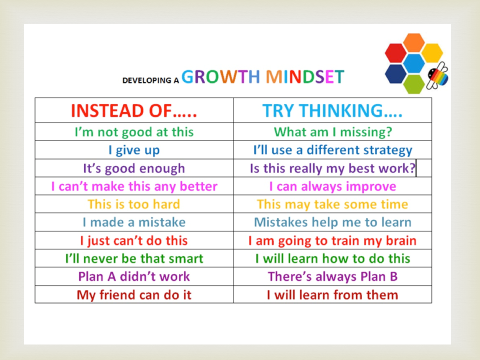 DEVELOPING A GROWTH MINDSET
INSTEAD OF….. TRY THINKING….
I'm not good at this What am I missing?
I give up I'll use a different strategy
It's good enough Is this really my best work?
I can't make this any better I can always improve
This is too hard This may take some time
I made a mistake Mistakes help me to learn
I just can't do this I am going to train my brain
I'll never be that smart I will learn how to do this
Plan A didn't work There's always Plan B
My friend can do it I will learn from them